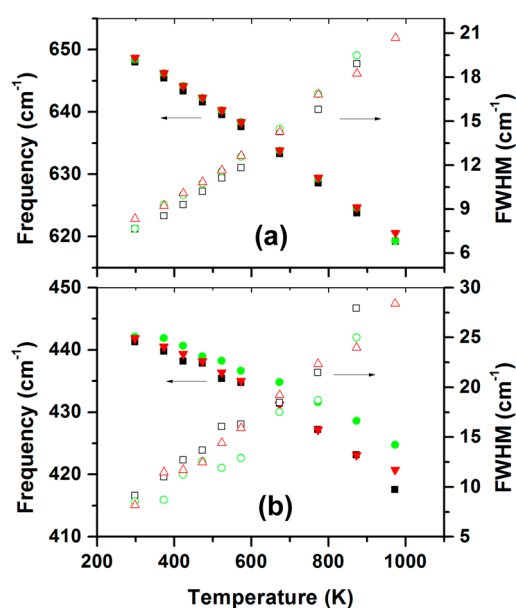 650
640
630
620
Frequency (cm-1)
21
18
15
12
9
6
FWHM (cm-1)
(a)
450
440
430
420
410
Frequency (cm-1)
30
25
20
15
10
5
FWHM (cm-1)
(b)
200 400 600 800 1000
Temperature (K)